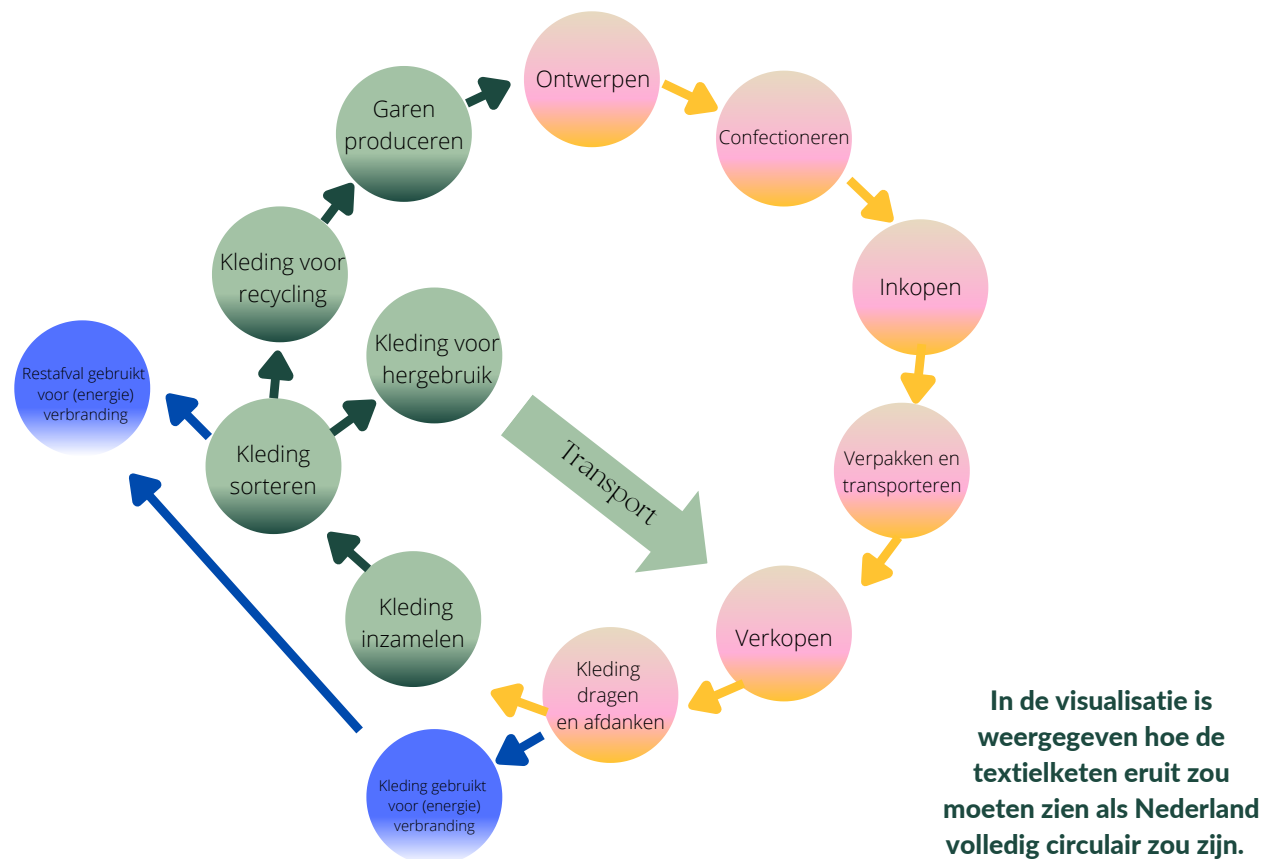 Ontwerpen
Garen
produceren
Confectioneren
Kleding voor
recycling
Inkopen
Kleding voor
hergebruik
Restafval gebruikt
voor (energie)
verbranding
Kleding
sorteren
Transport
Verpakken en
transporteren
Kleding
inzamelen
Verkopen
Kleding
dragen
en afdanken
Kleding gebruikt
voor (energie)
verbranding
In de visualisatie is
weergegeven hoe de
textielketen eruit zou
moeten zien als Nederland
volledig circulair zou zijn.